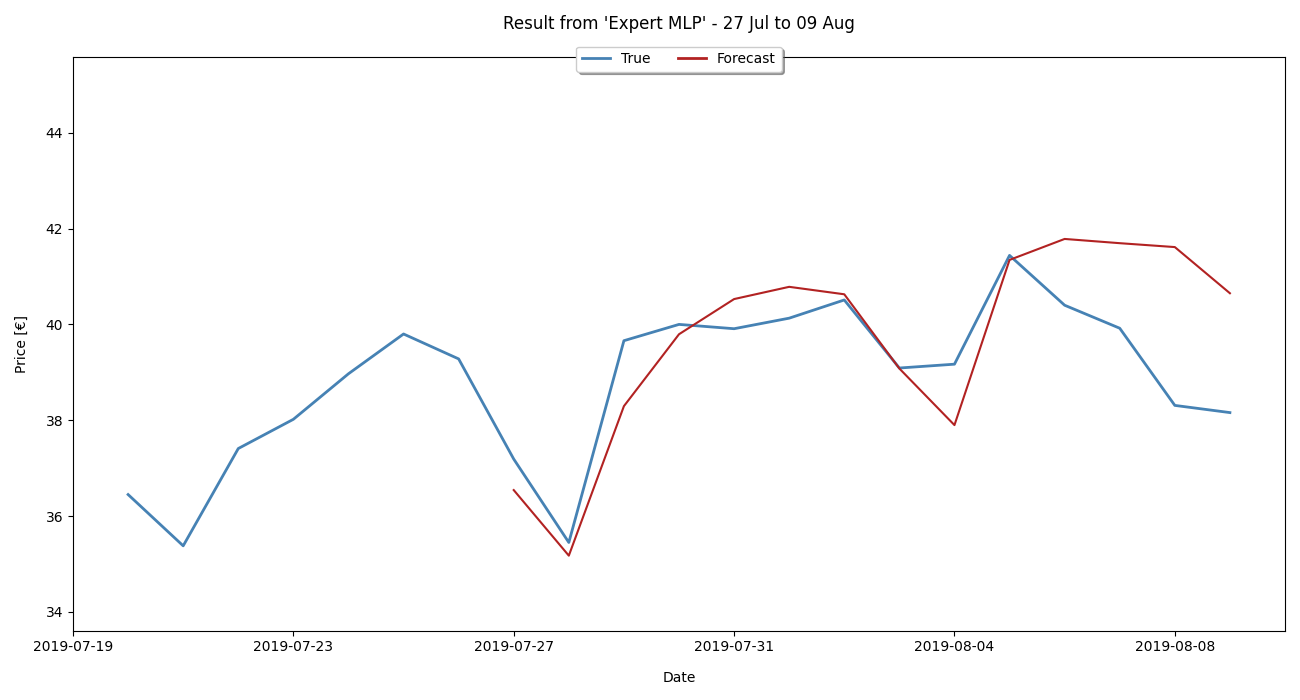 Result from 'Expert MLP' - 27 Jul to 09 Aug
True Forecast
44
42
40
38
36
34
Price [€]
2019-07-19 2019-07-23 2019-07-27 2019-07-31 2019-08-04 2019-08-08
Date